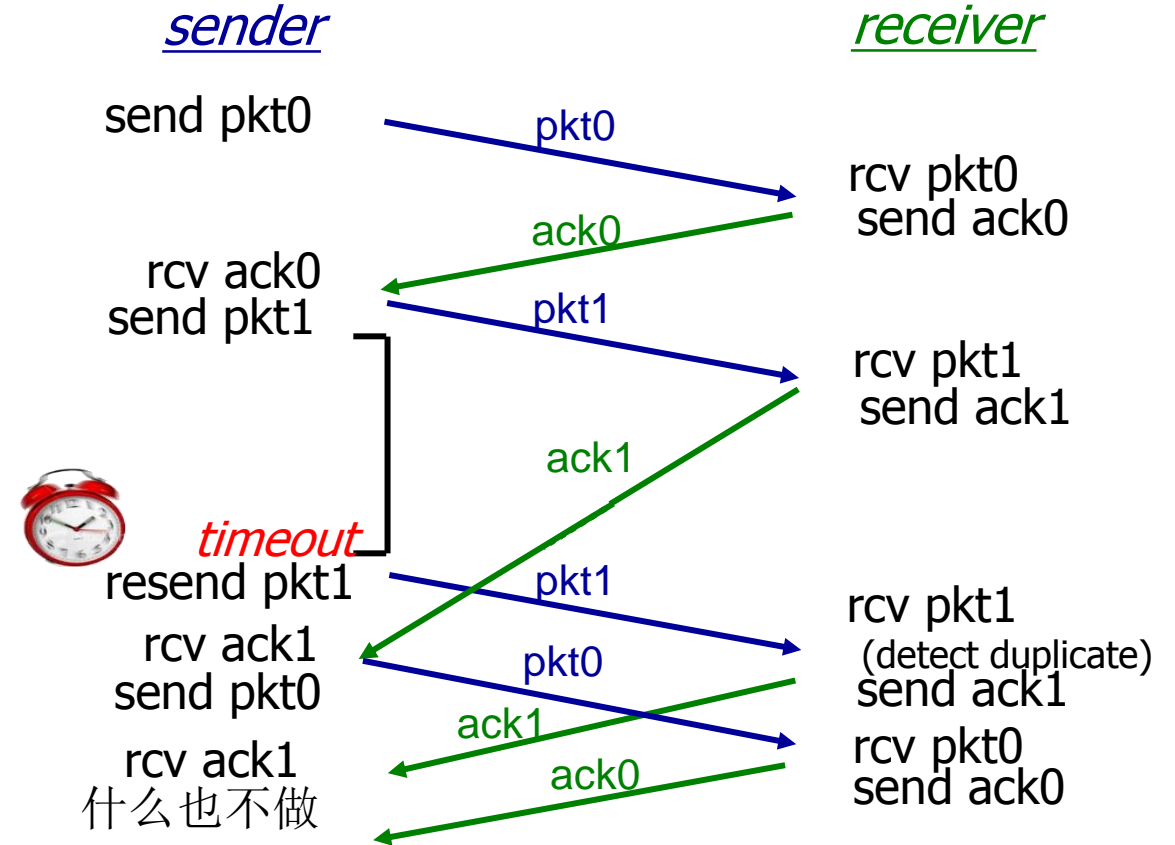 sender
receiver
send pkt0
pkt0
rcv pkt0
send ack0
ack0
rcv ack0
send pkt1
pkt1
rcv pkt1
send ack1
ack1
timeout
resend pkt1
pkt1
rcv pkt1
(detect duplicate)
send ack1
rcv ack1
send pkt0
pkt0
ack1
rcv pkt0
send ack0
rcv ack1
什么也不做
ack0